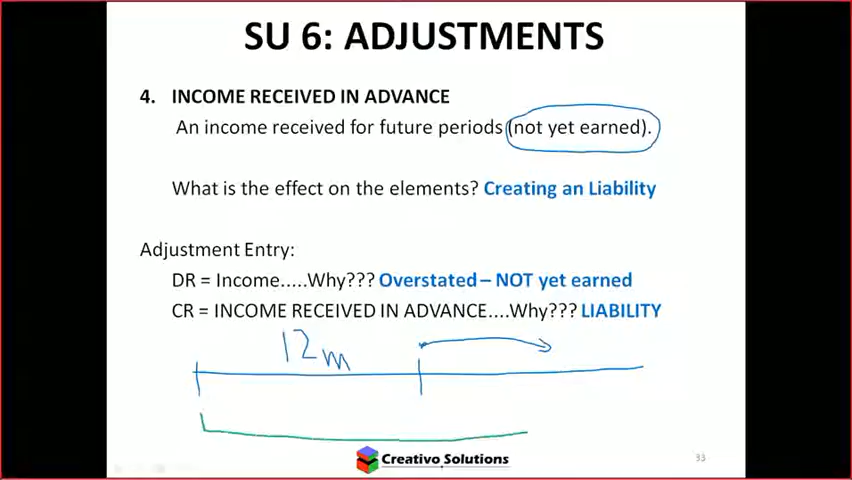 SU 6: ADJUSTMENTS
4. INCOME RECEIVED IN ADVANCE
An income received for future periods (not yet earned).
What is the effect on the elements? Creating an Liability
Adjustment Entry:
DR = Income.....Why??? Overstated – NOT yet earned
CR = INCOME RECEIVED IN ADVANCE....Why??? LIABILITY
12m
Creativo Solutions
33